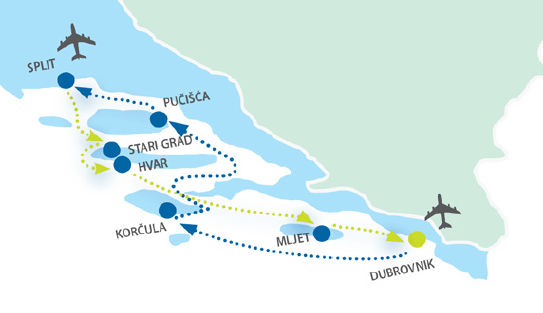 SPLIT
PUČIŠĆA
STARI GRAD
HVAR
KORČULA
MLJET
DUBROVNIK